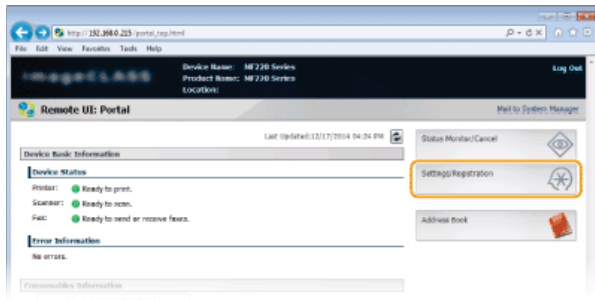 http://192.168.0.215/portal_top.html
File Edit View Favorites Tools Help
Device Name: MF220 Series
Product Name: MF220 Series
Location:
Log Out
Remote UI: Portal
Mail to System Manager
Last Updated:12/17/2014 04:24 PM
Device Basic Information
Device Status
Printer: Ready to print.
Scanner: Ready to scan.
Fax: Ready to send or receive faxes.
Error Information
No errors.
Consumables Information
Status Monitor/Cancel
Settings/Registration
Address Book